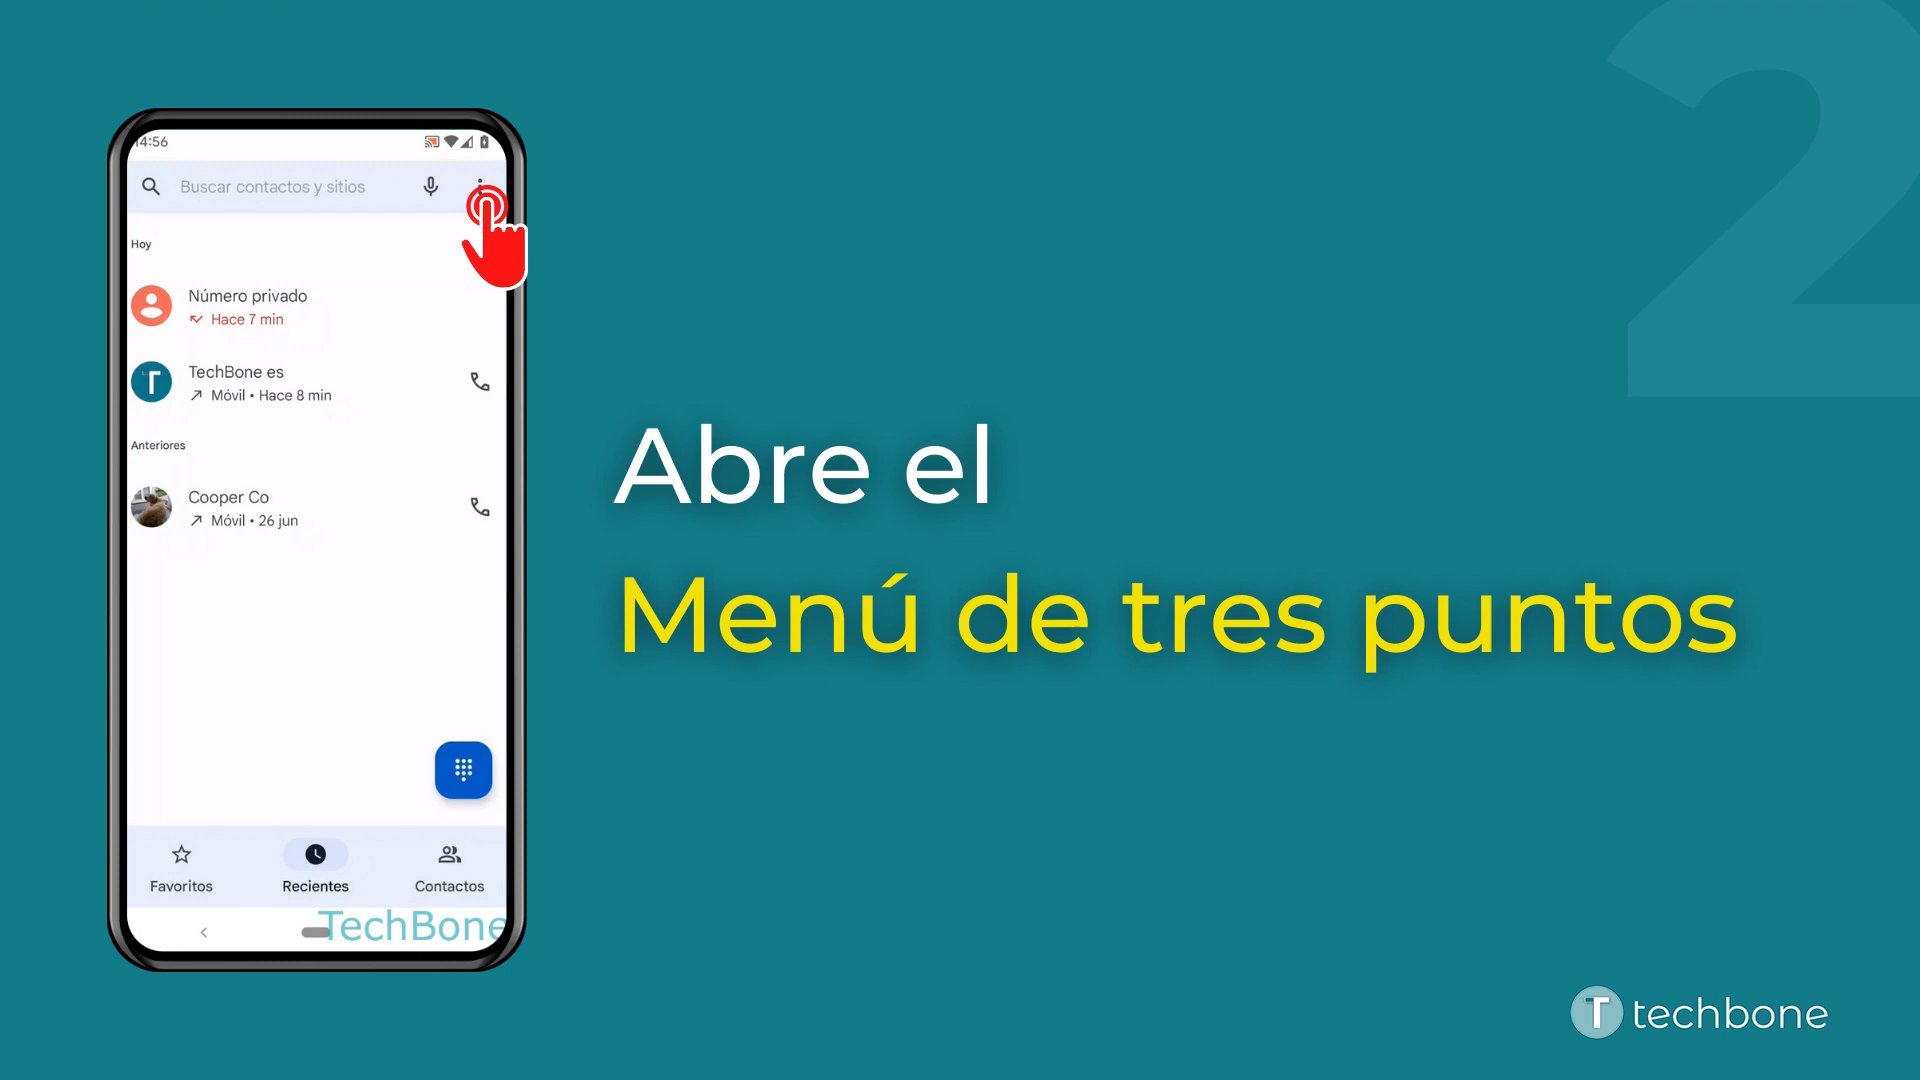 2
14:56
Buscar contactos y sitios
Hoy
Número privado
Hace 7 min
TechBone es
Móvil • Hace 8 min
Anteriores
Cooper Co
Móvil • 26 jun
Favoritos
Recientes
Contactos
TechBone
Abre el
Menú de tres puntos
T techbone